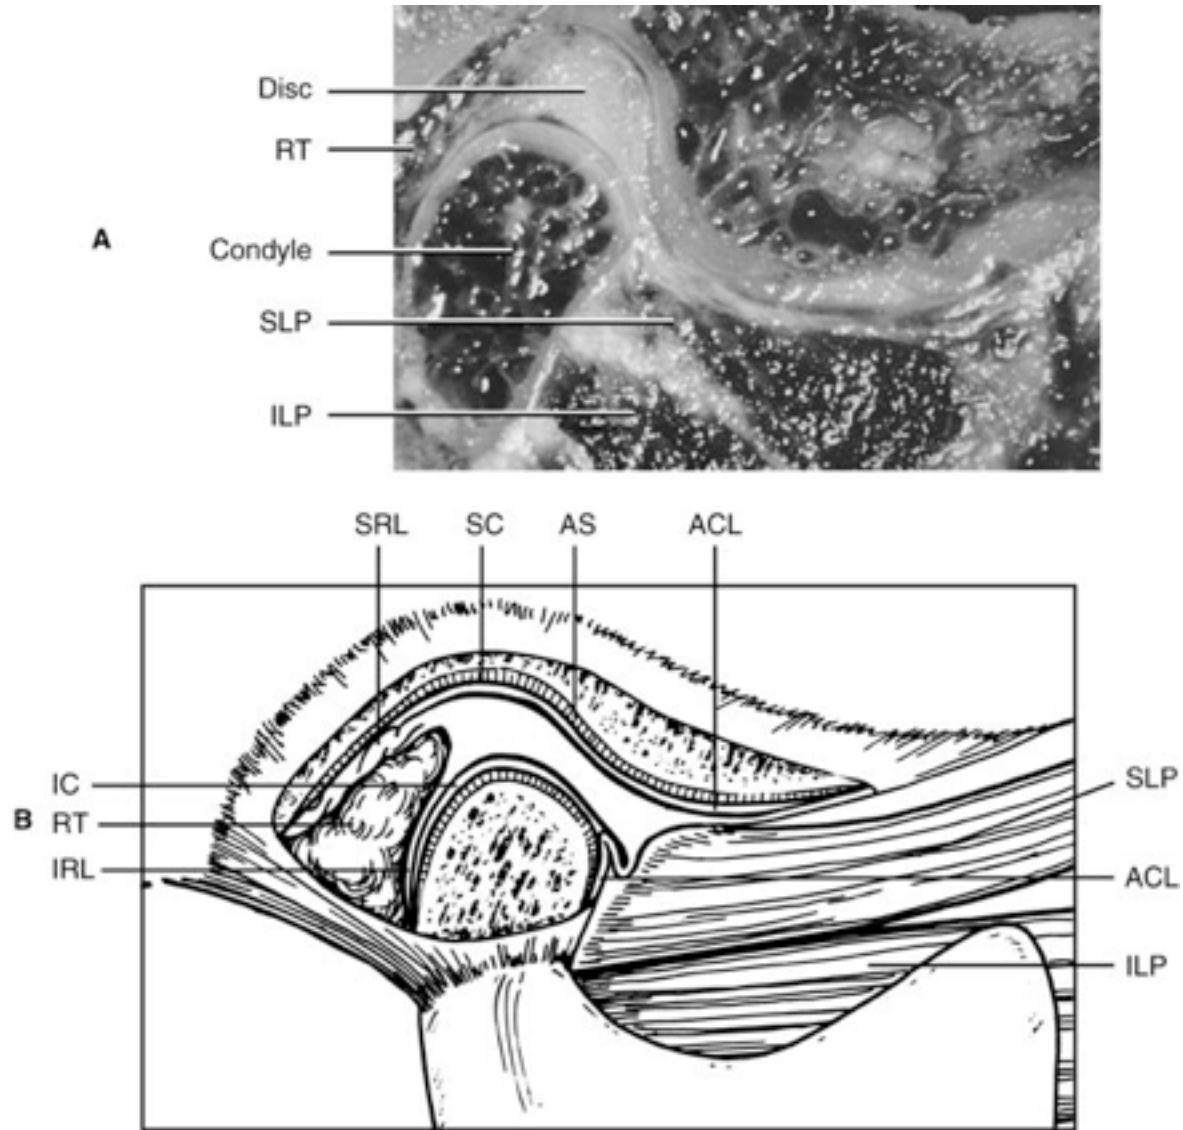 Disc
RT
A
Condyle
SLP
ILP
SRL SC AS ACL
SLP
IC
B RT
IRL
ACL
ILP